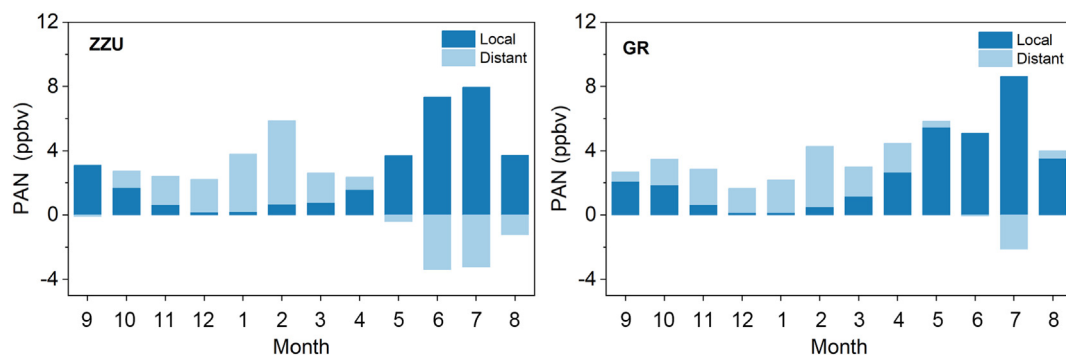 ZZU
Local
Distant
PAN (ppbv)
12
8
4
0
-4
9 10 11 12 1 2 3 4 5 6 7 8
Month
GR
Local
Distant
PAN (ppbv)
12
8
4
0
-4
9 10 11 12 1 2 3 4 5 6 7 8
Month